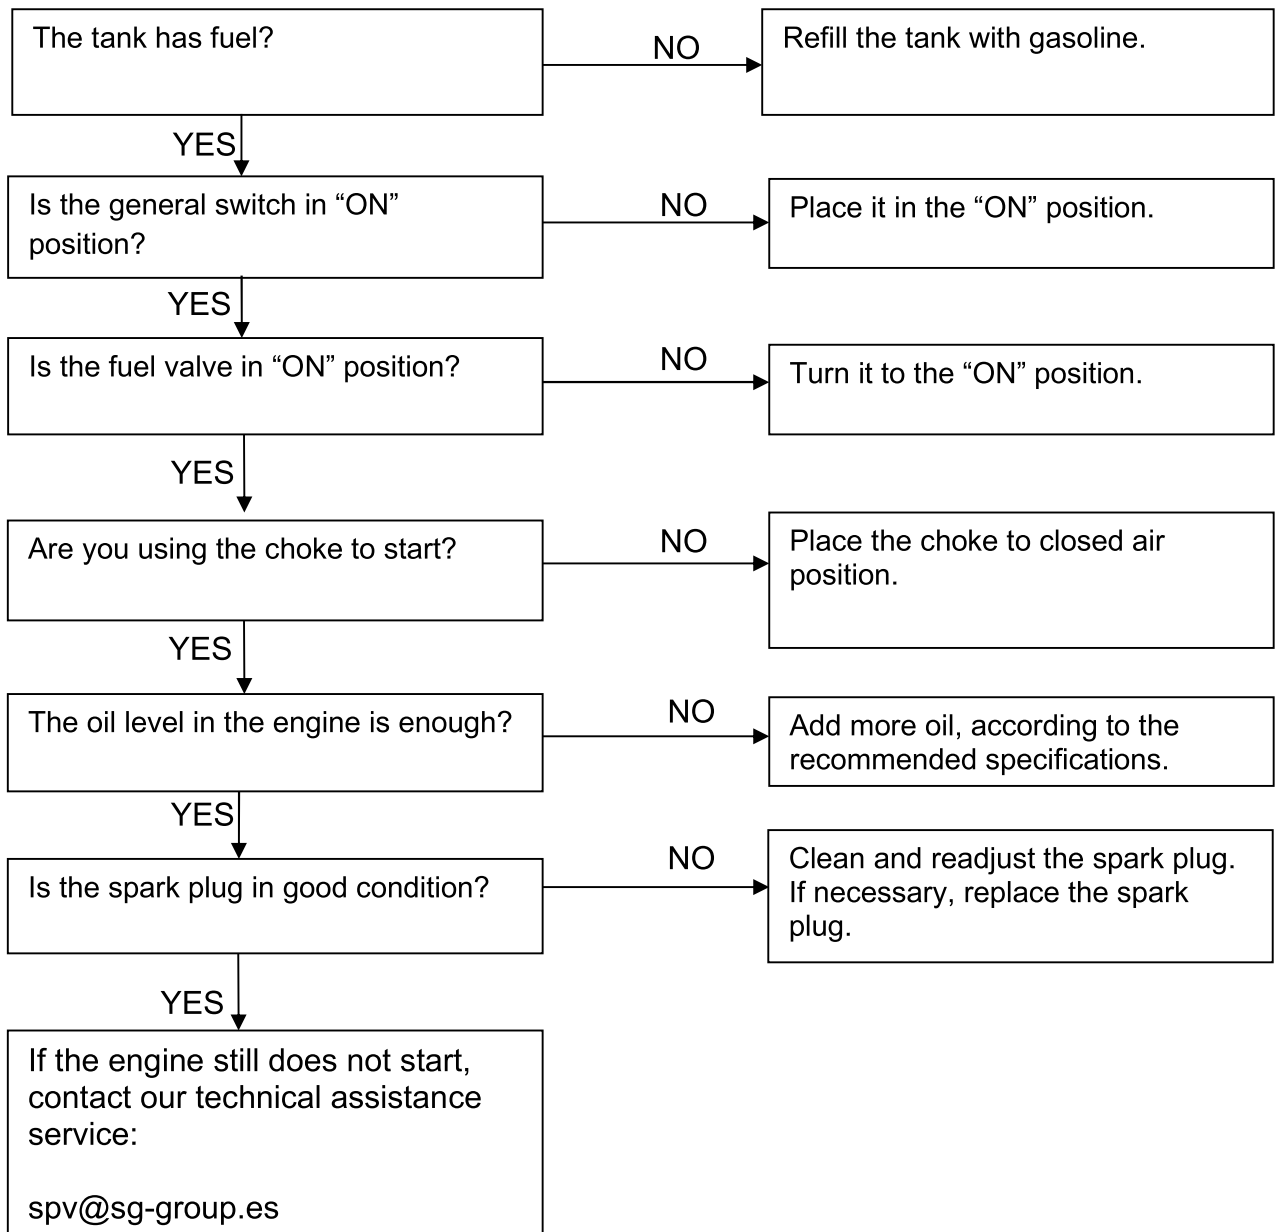 The tank has fuel?
NO
Refill the tank with gasoline.
YES
Is the general switch in “ON”
position?
NO
Place it in the “ON” position.
YES
Is the fuel valve in “ON” position?
NO
Turn it to the “ON” position.
YES
Are you using the choke to start?
NO
Place the choke to closed air
position.
YES
The oil level in the engine is enough?
NO
Add more oil, according to the
recommended specifications.
YES
Is the spark plug in good condition?
NO
Clean and readjust the spark plug.
If necessary, replace the spark
plug.
YES
If the engine still does not start,
contact our technical assistance
service:
spv@sg-group.es